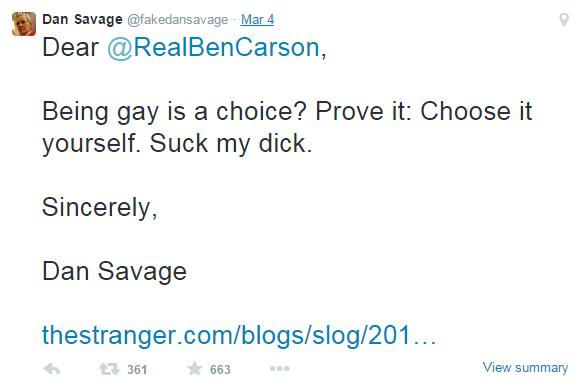 Dan Savage @fakedansavage · Mar 4
Dear @RealBenCarson,
Being gay is a choice? Prove it: Choose it
yourself. Suck my dick.
Sincerely,
Dan Savage
thestranger.com/blogs/slog/201…
361 663 View summary